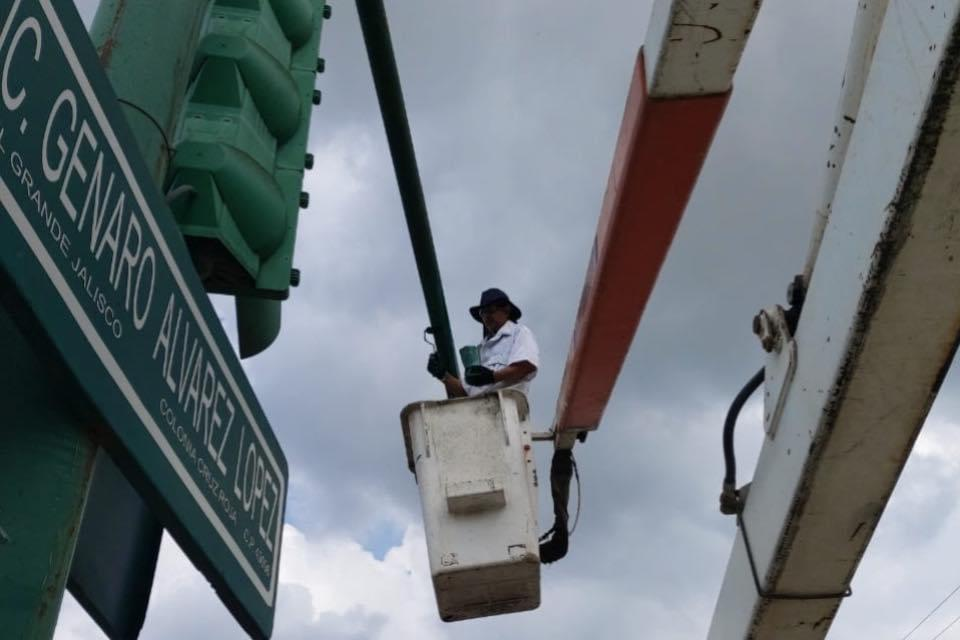 C. GENARO ALVAREZ LOPEZ
GRANDE JALISCO
COLONIA CRUZ ROJA C.P.